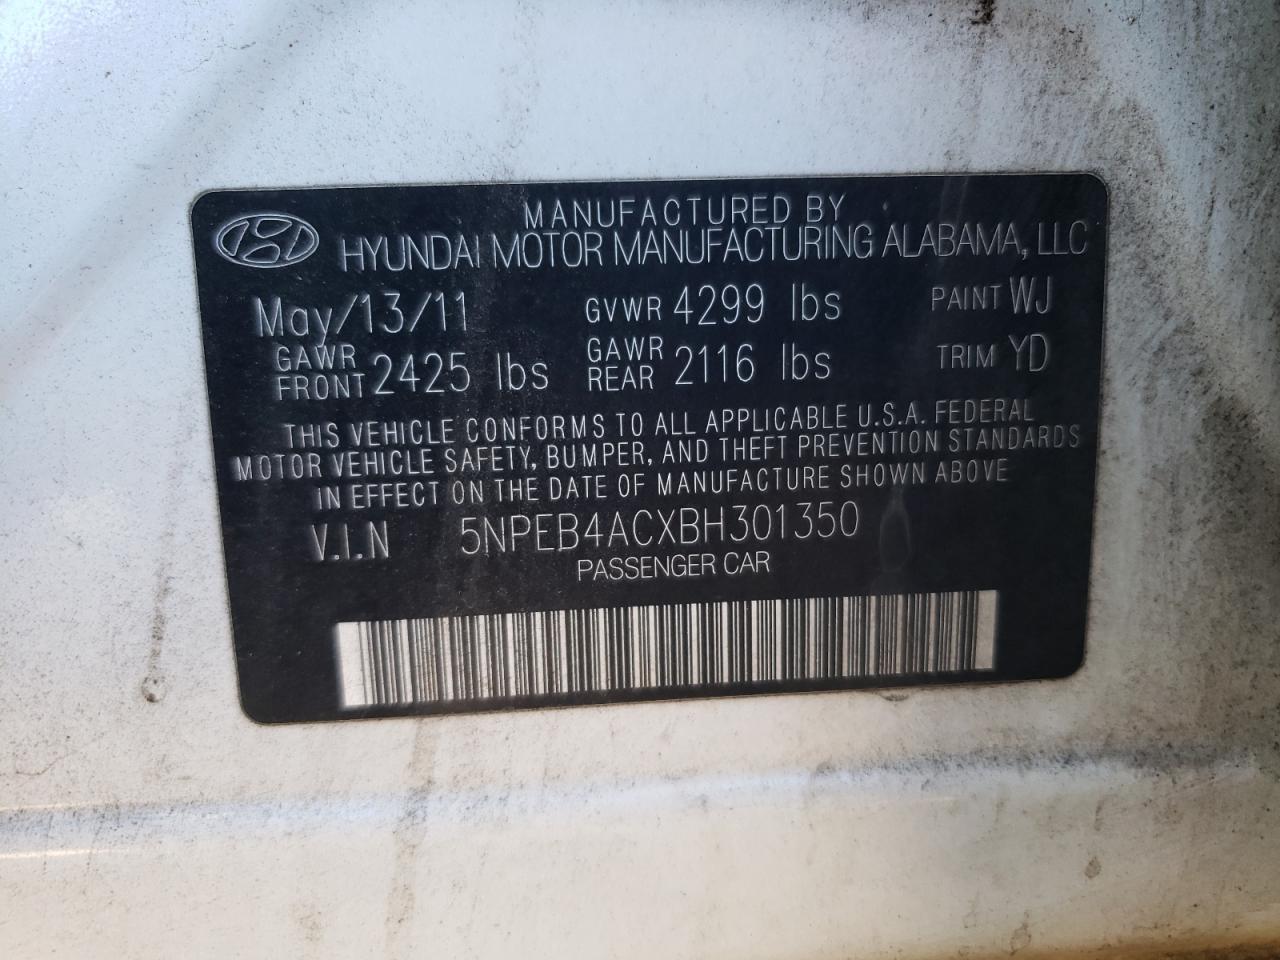 MANUFACTURED BY
HYUNDAI MOTOR MANUFACTURING ALABAMA, LLC
May/13/11 GVWR 4299 lbs PAINT WJ
GAWR FRONT 2425 lbs GAWR REAR 2116 lbs TRIM YD
THIS VEHICLE CONFORMS TO ALL APPLICABLE U.S.A. FEDERAL
MOTOR VEHICLE SAFETY, BUMPER, AND THEFT PREVENTION STANDARDS
IN EFFECT ON THE DATE OF MANUFACTURE SHOWN ABOVE
V.I.N 5NPEB4ACXBH301350
PASSENGER CAR